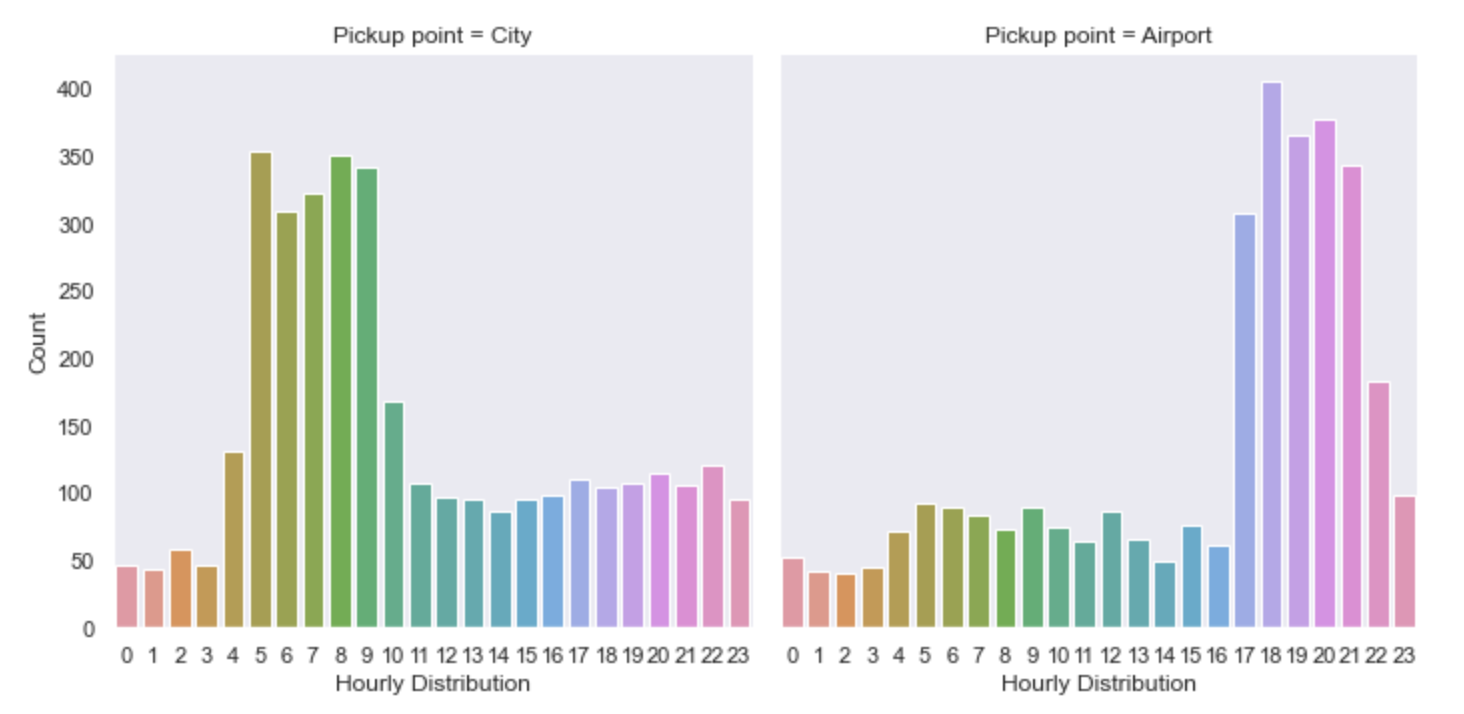 Pickup point = City
Pickup point = Airport
400
350
300
250
200
150
100
50
0
Count
0 1 2 3 4 5 6 7 8 9 10 11 12 13 14 15 16 17 18 19 20 21 22 23
0 1 2 3 4 5 6 7 8 9 10 11 12 13 14 15 16 17 18 19 20 21 22 23
Hourly Distribution
Hourly Distribution